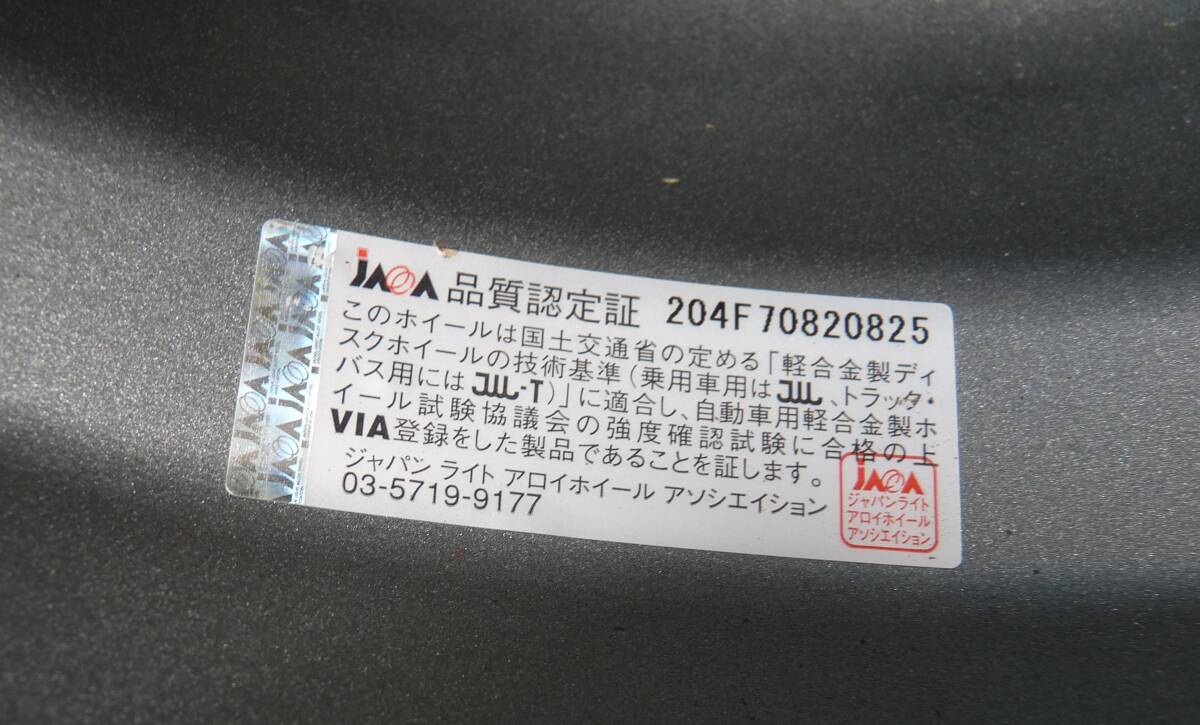 JAWA 品質認定証 204F70820825
このホイールは国土交通省の定める「軽合金製ディ
スクホイールの技術基準(乗用車用はJWL、トラック・
バス用にはJWL-T)」に適合し、自動車用軽合金製ホ
イール試験協議会の強度確認試験に合格の上
VIA登録をした製品であることを証します。
ジャパン ライト アロイホイール アソシエイション
03-5719-9177
JAWA
ジャパンライト
アロイホイール
アソシエイション